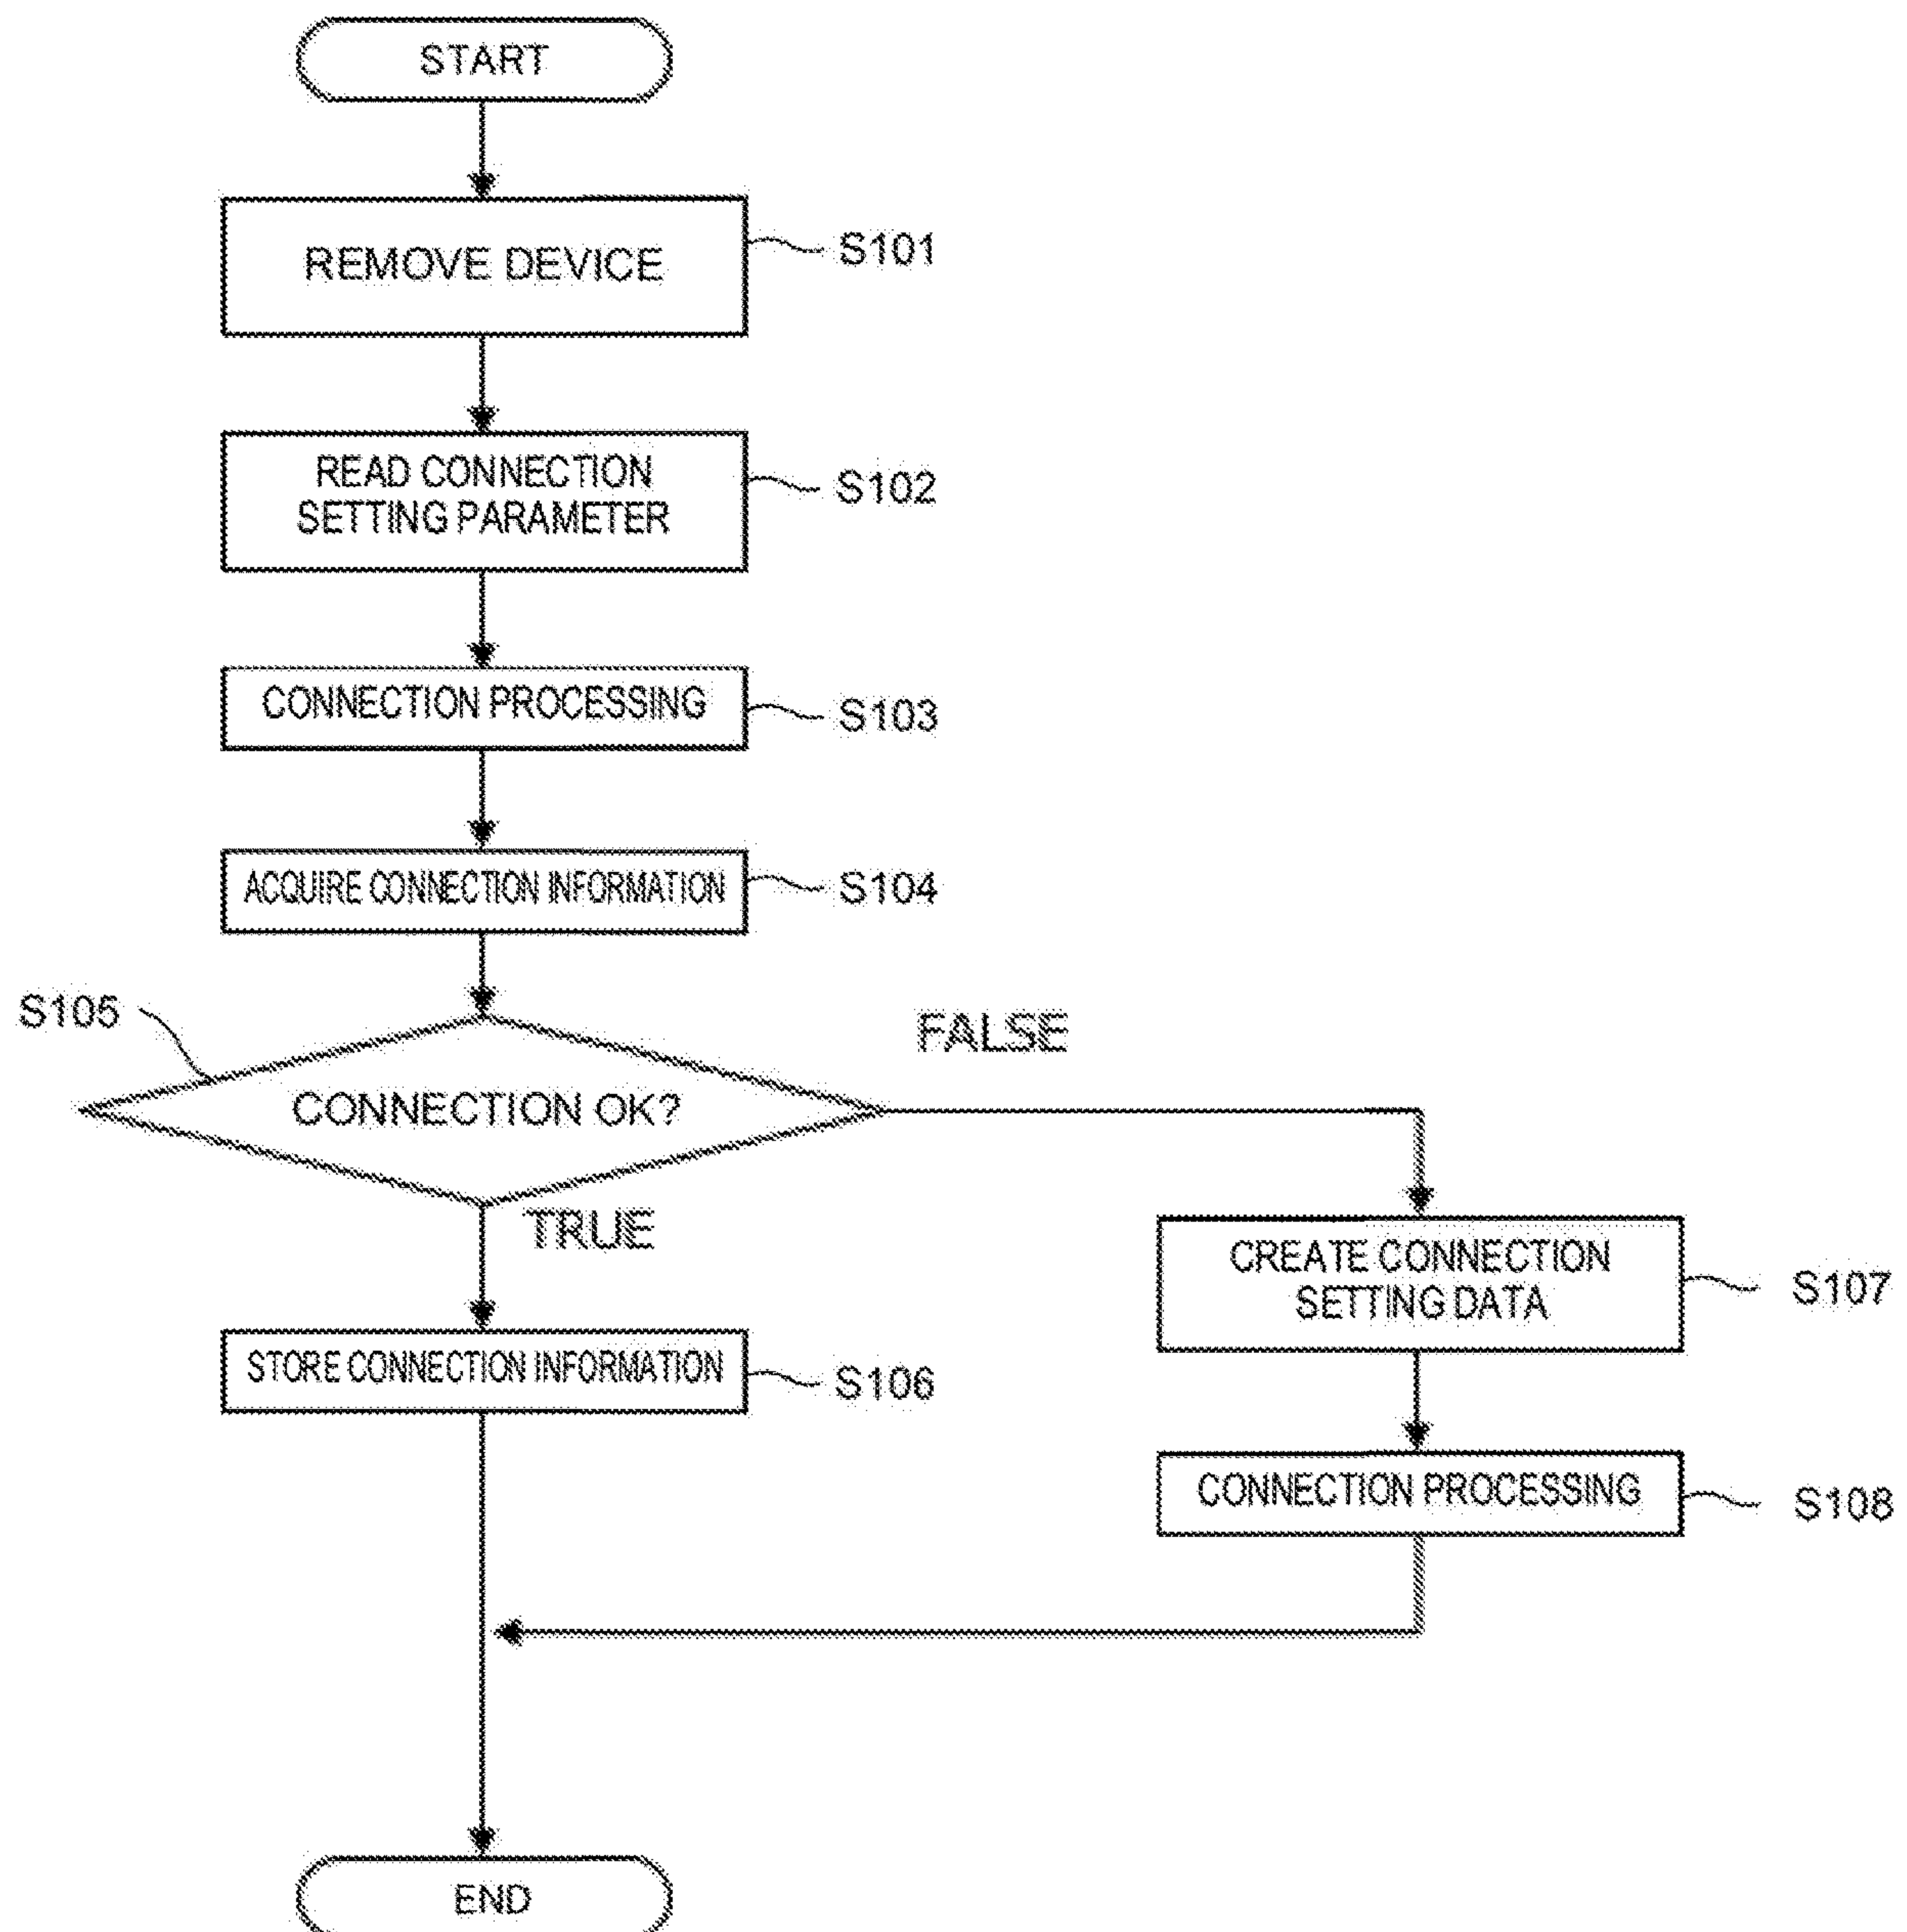 START
REMOVE DEVICE
S101
READ CONNECTION
SETTING PARAMETER
S102
CONNECTION PROCESSING
S103
ACQUIRE CONNECTION INFORMATION
S104
S105
CONNECTION OK?
FALSE
TRUE
STORE CONNECTION INFORMATION
S106
CREATE CONNECTION
SETTING DATA
S107
CONNECTION PROCESSING
S108
END